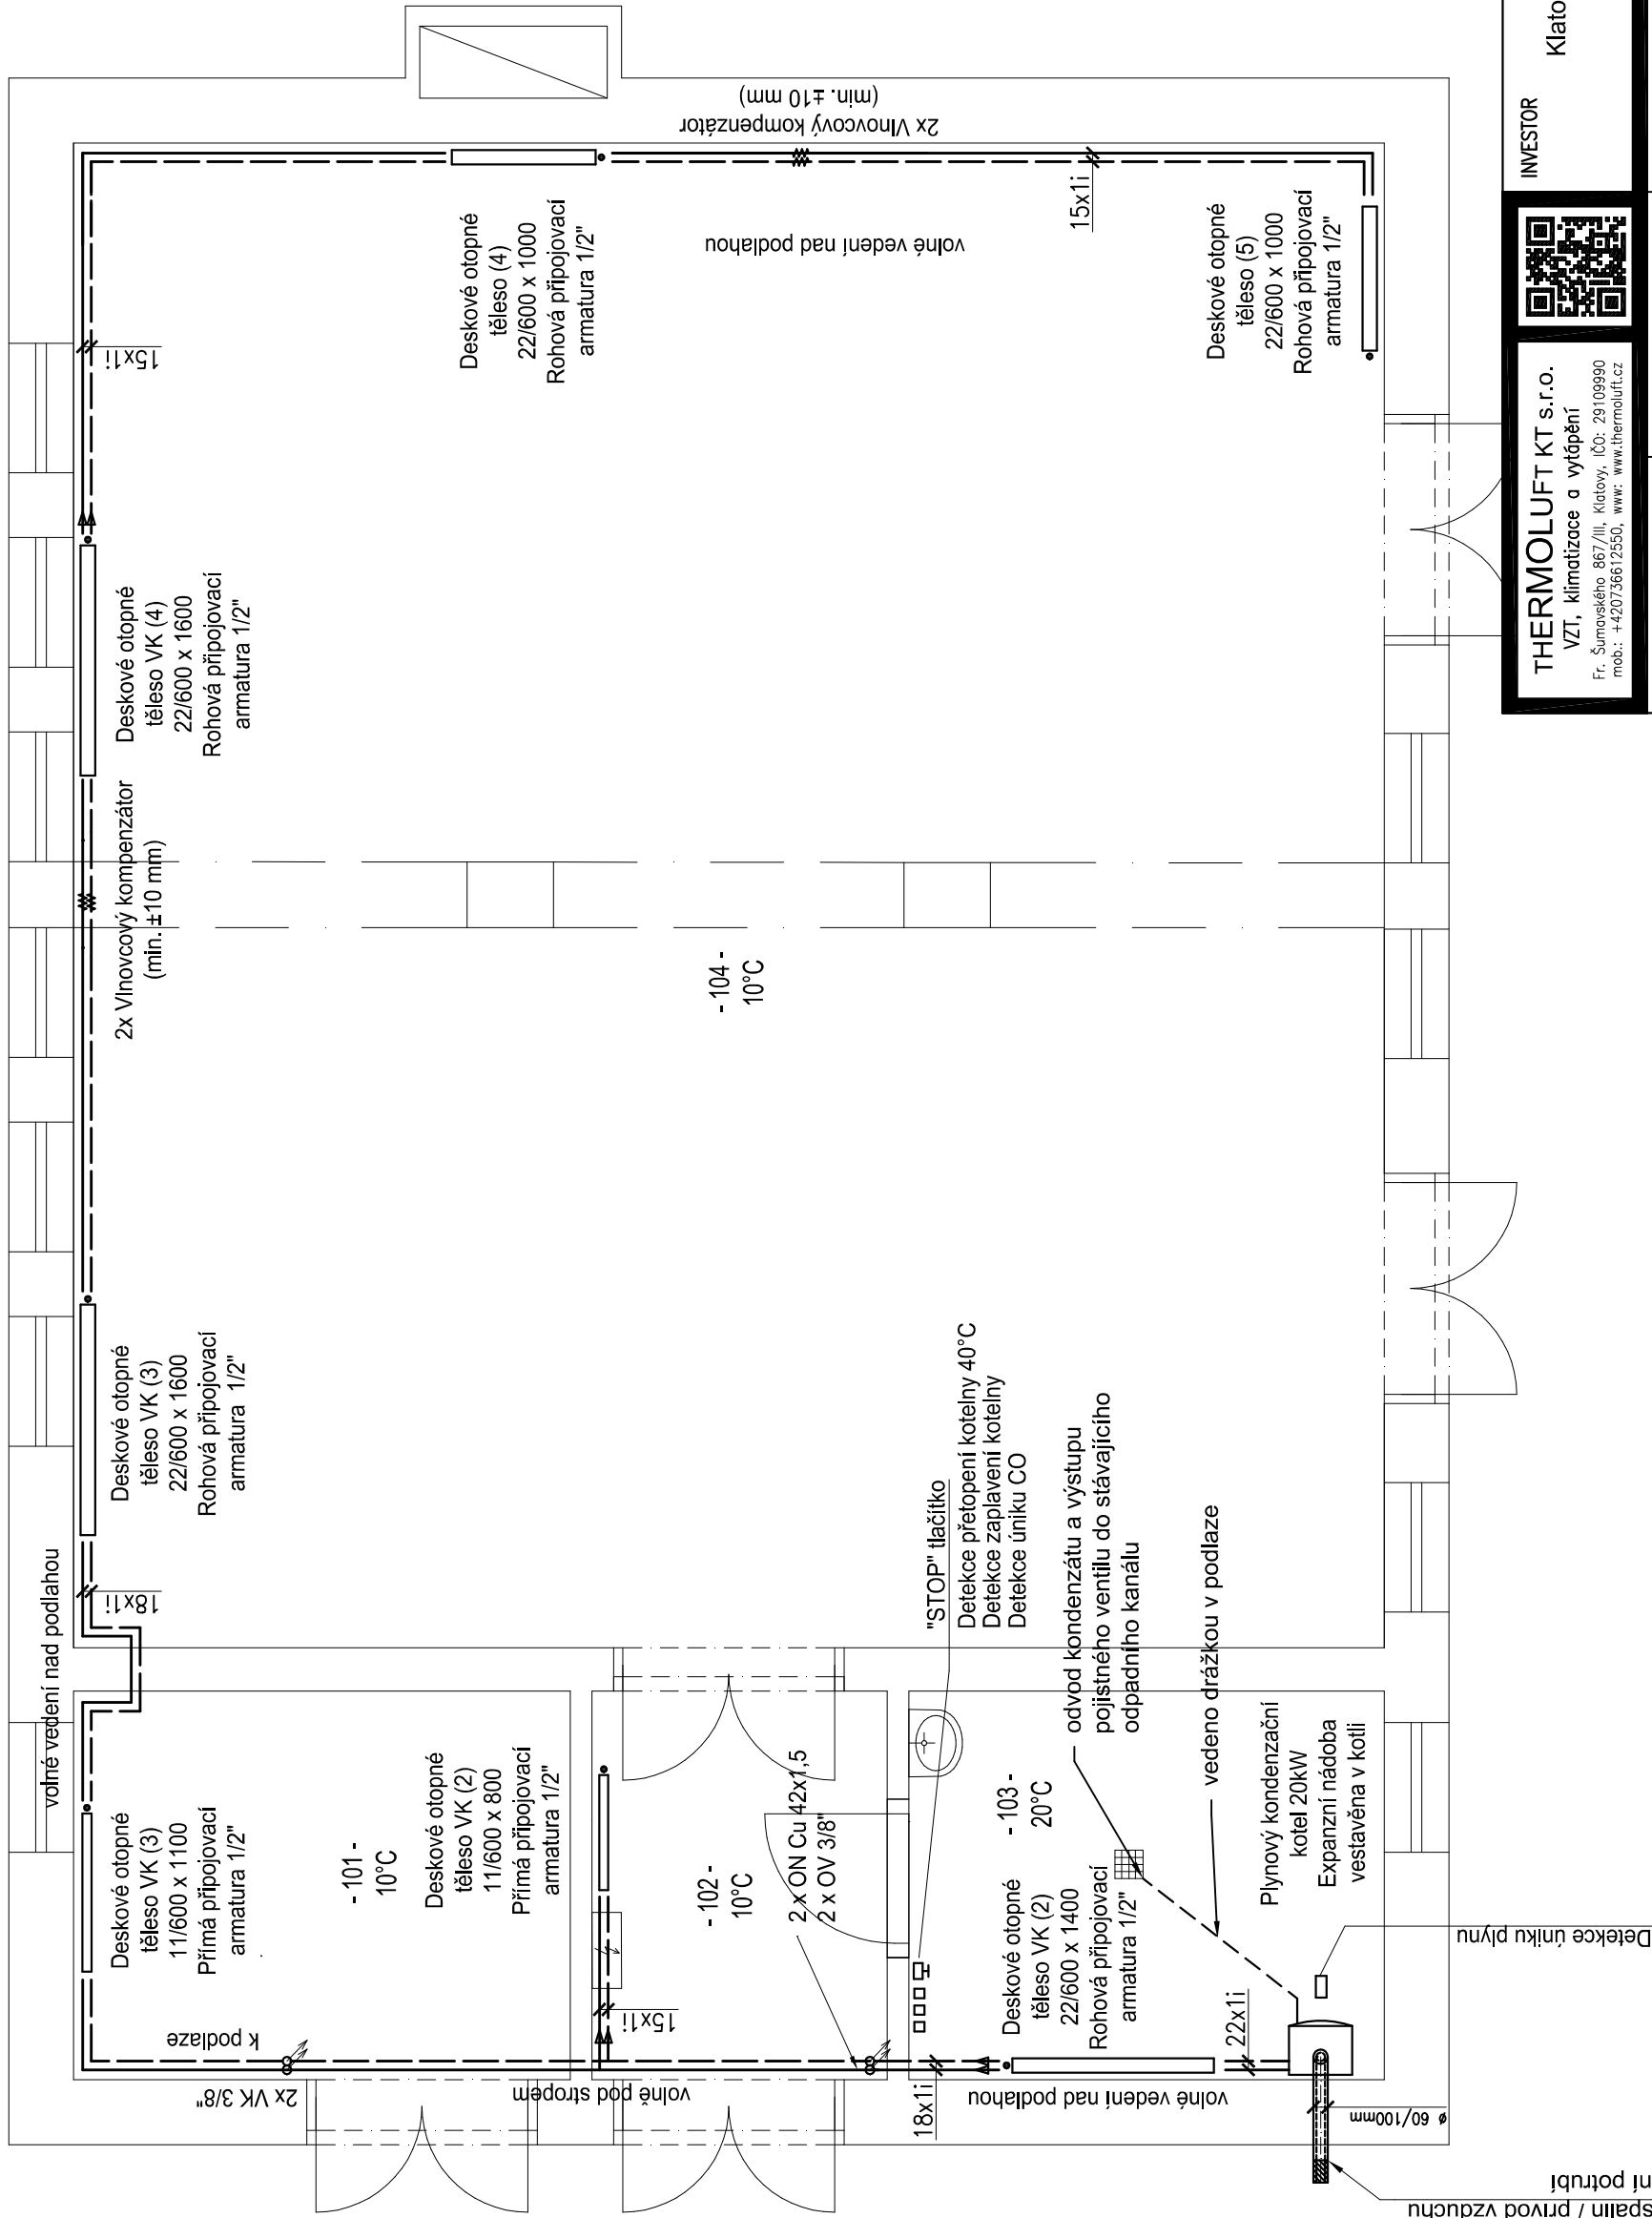 volné vedení nad podlahou
Deskové otopné
těleso VK (3)
11/600 x 1100
Přímá připojovací
armatura 1/2"
k podlaze
2x VK 3/8"
- 101 -
10°C
Deskové otopné
těleso VK (2)
11/600 x 800
Přímá připojovací
armatura 1/2"
15x1i
volně pod stropem
- 102 -
10°C
2 x ON Cu 42x1,5
2 x OV 3/8"
18x1i
volné vedení nad podlahou
Deskové otopné
těleso VK (2)
22/600 x 1400
Rohová připojovací
armatura 1/2"
- 103 -
20°C
22x1i
Plynový kondenzační
kotel 20kW
Expanzní nádoba
vestavěna v kotli
Detekce úniku plynu
ø 60/100mm
spalin / přívod vzduchu
ní potrubí
"STOP" tlačítko
Detekce přetopení kotelny 40°C
Detekce zaplavení kotelny
Detekce úniku CO
odvod kondenzátu a výstupu
pojistného ventilu do stávajícího
odpadního kanálu
vedeno drážkou v podlaze
18x1i
Deskové otopné
těleso VK (3)
22/600 x 1600
Rohová připojovací
armatura 1/2"
2x Vlnovcový kompenzátor
(min. ±10 mm)
- 104 -
10°C
Deskové otopné
těleso VK (4)
22/600 x 1600
Rohová připojovací
armatura 1/2"
15x1i
Deskové otopné
těleso (4)
22/600 x 1000
Rohová připojovací
armatura 1/2"
volné vedení nad podlahou
2x Vlnovcový kompenzátor
(min. ±10 mm)
15x1i
Deskové otopné
těleso (5)
22/600 x 1000
Rohová připojovací
armatura 1/2"
THERMOLUFT KT s.r.o.
VZT, klimatizace a vytápění
Fr. Šumavského 867/III, Klatovy, IČO: 29109990
mob.: +420736612550, www: www.thermoluft.cz
INVESTOR
Klato